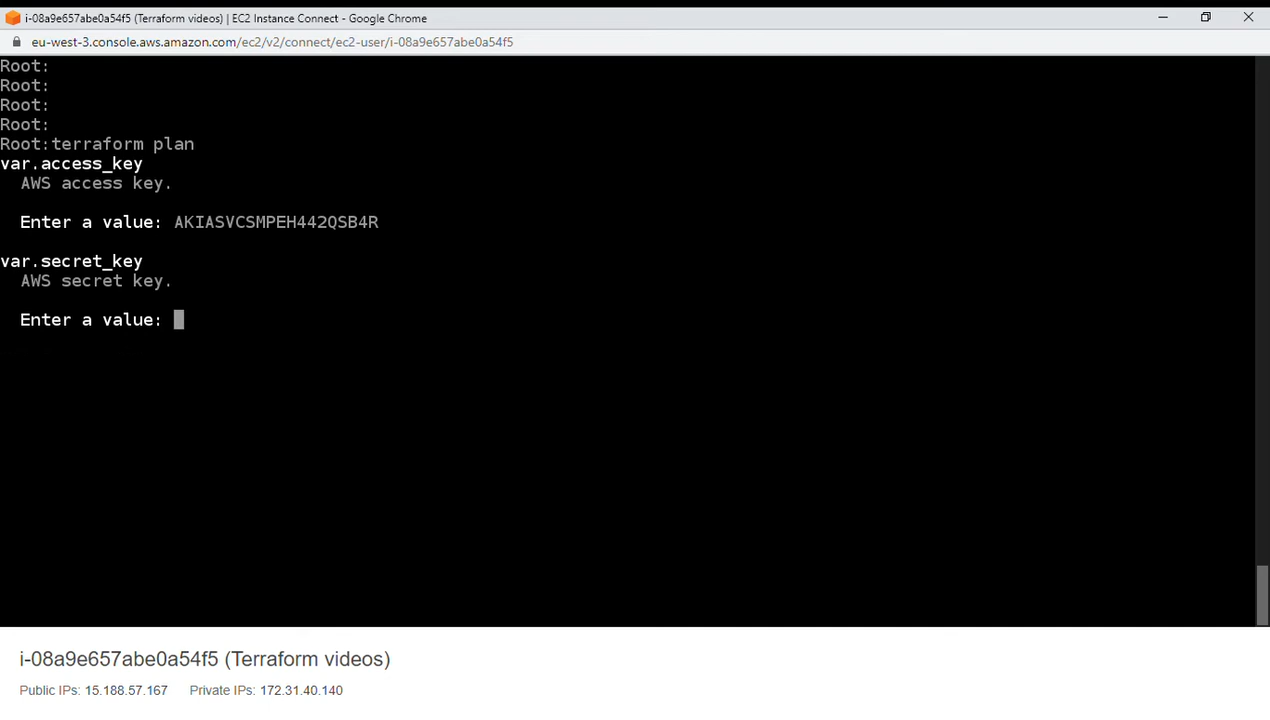 i-08a9e657abe0a54f5 (Terraform videos) | EC2 Instance Connect - Google Chrome
eu-west-3.console.aws.amazon.com/ec2/v2/connect/ec2-user/i-08a9e657abe0a54f5
Root:
Root:
Root:
Root:
Root:terraform plan
var.access_key
AWS access key.
Enter a value: AKIASVCSMPEH442QSB4R
var.secret_key
AWS secret key.
Enter a value:
i-08a9e657abe0a54f5 (Terraform videos)
Public IPs: 15.188.57.167 Private IPs: 172.31.40.140